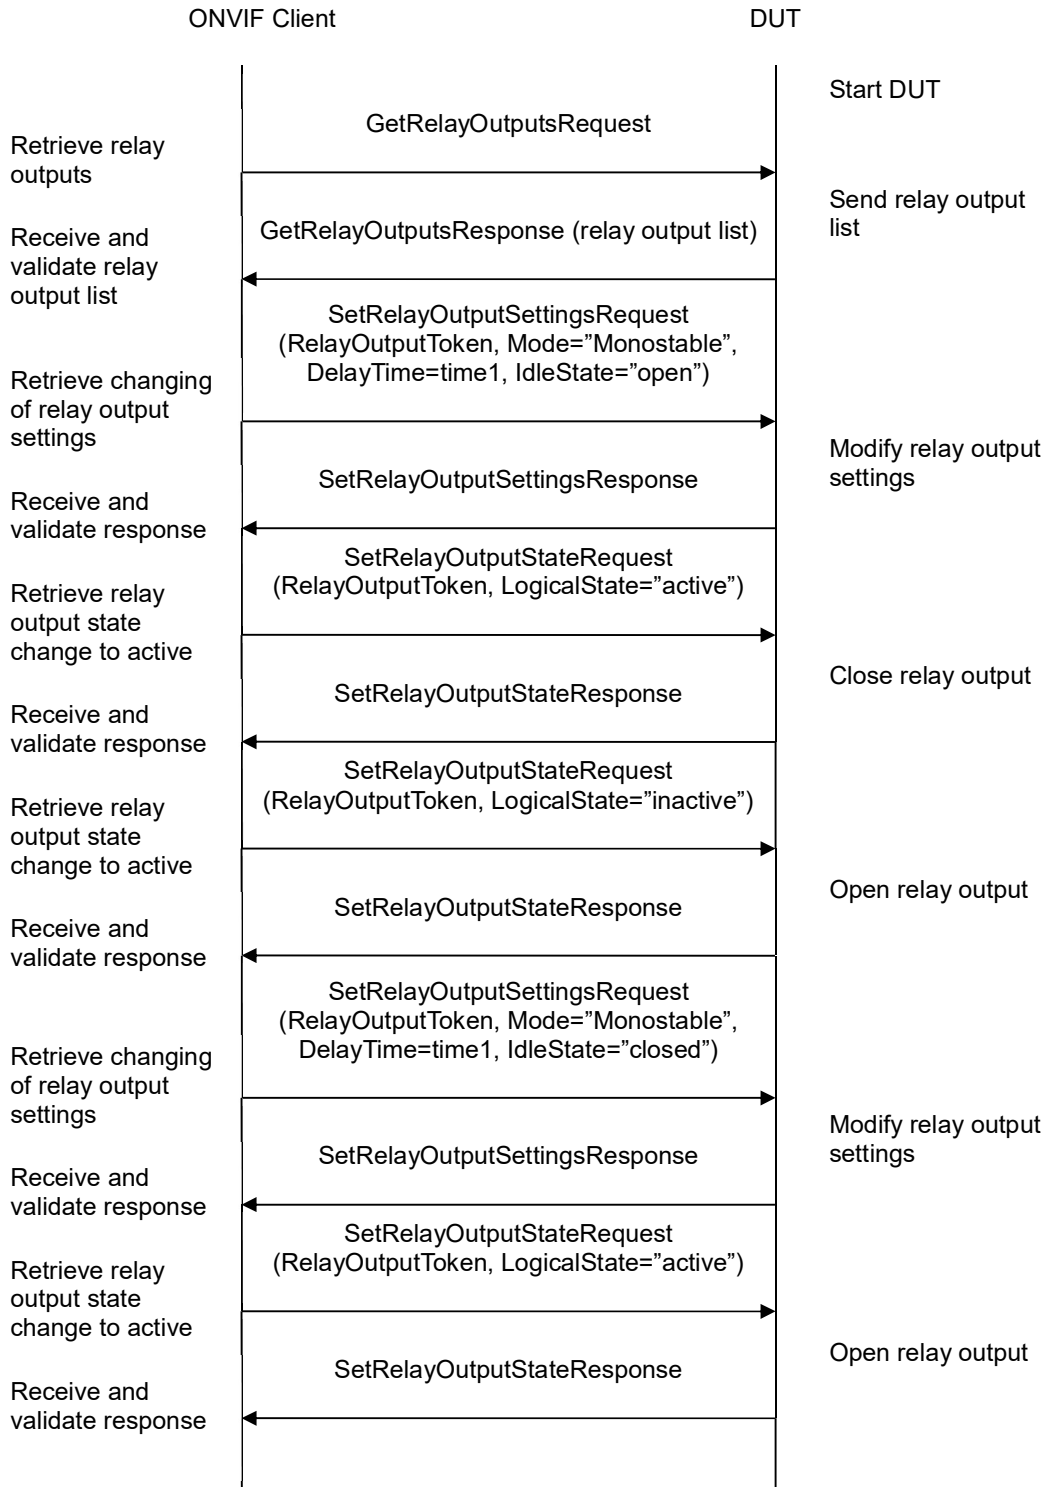 ONVIF Client
DUT
Start DUT
GetRelayOutputsRequest
Retrieve relay
outputs
Send relay output
list
GetRelayOutputsResponse (relay output list)
Receive and
validate relay
output list
SetRelayOutputSettingsRequest
(RelayOutputToken, Mode=”Monostable”,
DelayTime=time1, IdleState=”open”)
Retrieve changing
of relay output
settings
Modify relay output
settings
SetRelayOutputSettingsResponse
Receive and
validate response
SetRelayOutputStateRequest
(RelayOutputToken, LogicalState=”active”)
Retrieve relay
output state
change to active
Close relay output
SetRelayOutputStateResponse
Receive and
validate response
SetRelayOutputStateRequest
(RelayOutputToken, LogicalState=”inactive”)
Retrieve relay
output state
change to active
Open relay output
SetRelayOutputStateResponse
Receive and
validate response
SetRelayOutputSettingsRequest
(RelayOutputToken, Mode=”Monostable”,
DelayTime=time1, IdleState=”closed”)
Retrieve changing
of relay output
settings
Modify relay output
settings
SetRelayOutputSettingsResponse
Receive and
validate response
SetRelayOutputStateRequest
(RelayOutputToken, LogicalState=”active”)
Retrieve relay
output state
change to active
Open relay output
SetRelayOutputStateResponse
Receive and
validate response